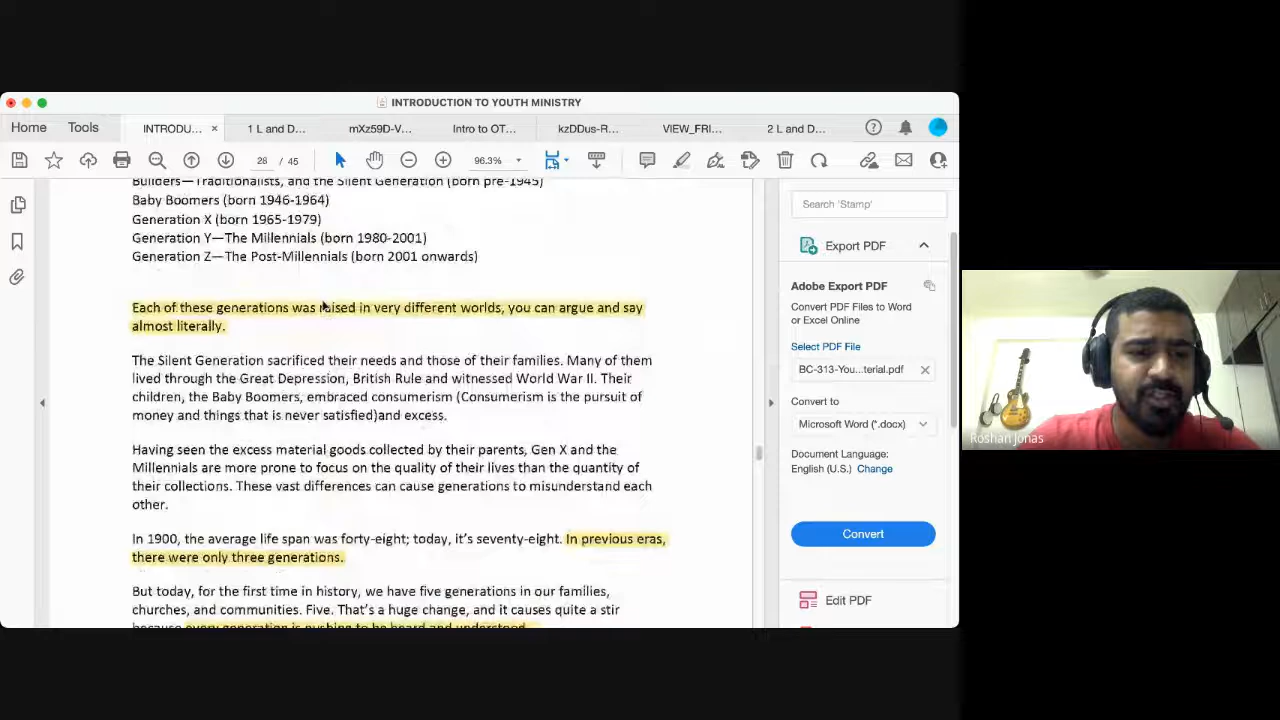 INTRODUCTION TO YOUTH MINISTRY
Home
Tools
INTRODU...
1 L and D...
mXz59D-V...
Intro to OT...
kzDDus-R...
VIEW_FRI...
2 L and D...
28 / 45
96.3%
Builders—Traditionalists, and the Silent Generation (born pre-1945)
Baby Boomers (born 1946-1964)
Generation X (born 1965-1979)
Generation Y—The Millennials (born 1980-2001)
Generation Z—The Post-Millennials (born 2001 onwards)
Each of these generations was raised in very different worlds, you can argue and say
almost literally.
The Silent Generation sacrificed their needs and those of their families. Many of them
lived through the Great Depression, British Rule and witnessed World War II. Their
children, the Baby Boomers, embraced consumerism (Consumerism is the pursuit of
money and things that is never satisfied)and excess.
Having seen the excess material goods collected by their parents, Gen X and the
Millennials are more prone to focus on the quality of their lives than the quantity of
their collections. These vast differences can cause generations to misunderstand each
other.
In 1900, the average life span was forty-eight; today, it's seventy-eight. In previous eras,
there were only three generations.
But today, for the first time in history, we have five generations in our families,
churches, and communities. Five. That's a huge change, and it causes quite a stir
because every generation is pushing to be heard and understood.
Search 'Stamp'
Export PDF
Adobe Export PDF
Convert PDF Files to Word
or Excel Online
Select PDF File
BC-313-You...terial.pdf
Convert to
Microsoft Word (*.docx)
Document Language:
English (U.S.) Change
Convert
Edit PDF
Roshan Jonas